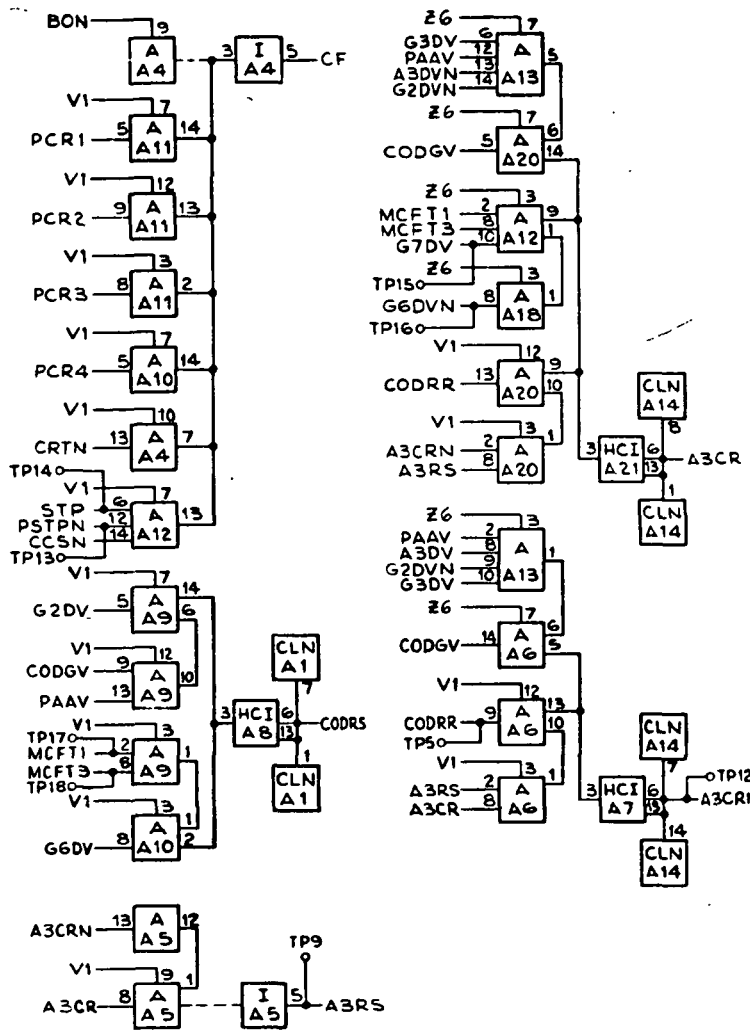 BON 9 A A4 3 I A4 5 CF
V1 7 PCR1 5 A A11 14
V1 12 PCR2 9 A A11 13
V1 3 PCR3 8 A A11 2
V1 7 PCR4 5 A A10 14
V1 10 CRTN 13 A A4 7
TP14
V1 7
STP 6 A A12 13
PSTPN 12
CCSN 14
TP13
V1 7 G2DV 5 A A9 14 6
V1 12
CODGV 9 A A9 10
PAAV 13
3 HCI A8 6 13 CODRS
CLN A1 7
CLN A1 1
V1 3
TP17
MCFT1 2 A A9 1
MCFT3 8
TP18
V1 3 G6DV 8 A A10 1 2
A3CRN 13 A A5 12
V1 9 A3CR 8 A A5 1
I A5 5 A3RS
TP9
Z6 7
G3DV 6 A A13 5
PAAV 12
A3DVN 13
G2DVN 14
Z6 7 CODGV 5 A A20 6 14
Z6 3
MCFT1 2 A A12 9 1
MCFT3 8
G7DV 10
TP15
Z6 3
G6DVN 8 A A18 1
TP16
V1 12 CODRR 13 A A20 9 10
V1 3
A3CRN 2 A A20 1
A3RS 8
3 HCI A21 6 13 A3CR
CLN A14 8
CLN A14 1
Z6 3
PAAV 2 A A13 1
A3DV 8
G2DVN 9
G3DV 10
Z6 7 CODGV 14 A A6 6 5
V1 12
CODRR 9 A A6 13 10
TP5
V1 3
A3RS 2 A A6 1
A3CR 8
3 HCI A7 6 13
CLN A14 7
CLN A14 14
TP12